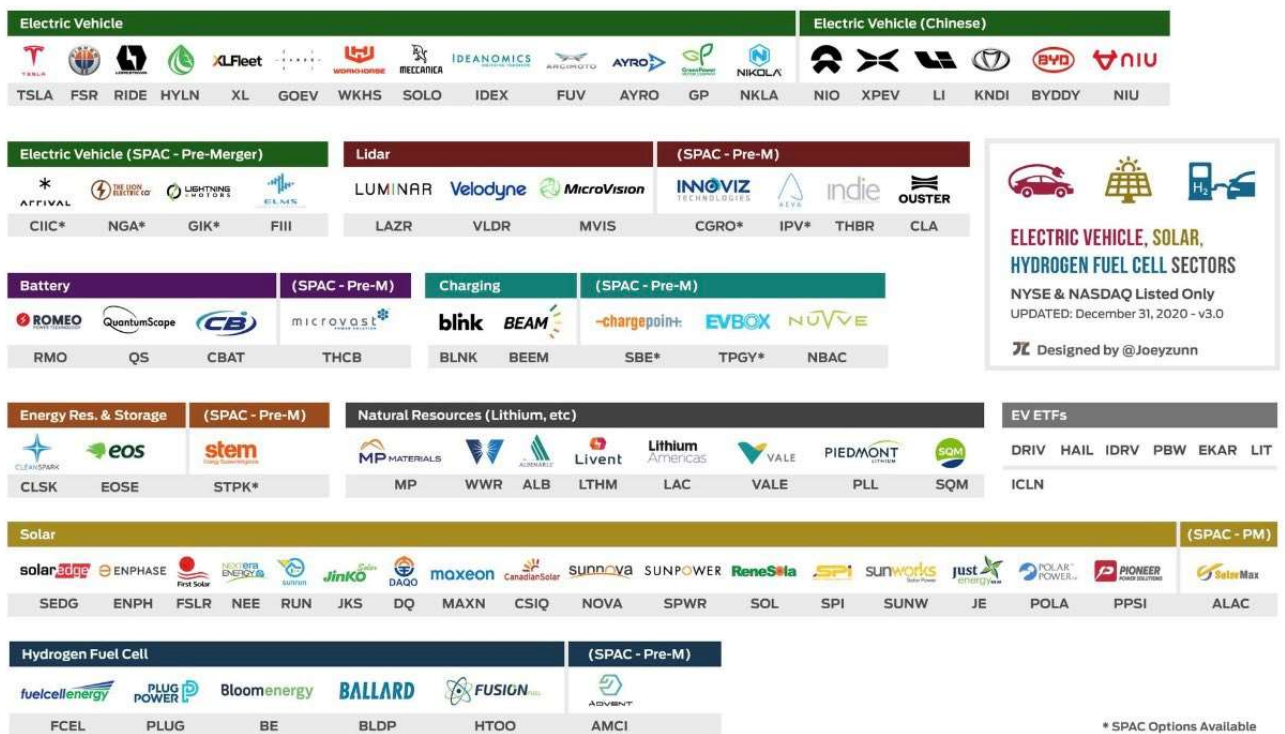 Electric Vehicle
Electric Vehicle (Chinese)
TESLA
XLFleet
WORKHORSE
MECCANICA
IDEANOMICS
ARCIMOTO
AYRO
GP
GreenPower
NIKOLA
BYD
NIU
TSLA FSR RIDE HYLN XL GOEV WKHS SOLO IDEX FUV AYRO GP NKLA NIO XPEV LI KNDI BYDDY NIU
Electric Vehicle (SPAC - Pre-Merger)
Lidar
(SPAC - Pre-M)
ARRIVAL
THE LION ELECTRIC CO
LIGHTNING eMOTORS
ELMS
LUMINAR
Velodyne
MicroVision
INNOVIZ TECHNOLOGIES
AEVA
indie
OUSTER
CIIC* NGA* GIK* FIII LAZR VLDR MVIS CGRO* IPV* THBR CLA
ELECTRIC VEHICLE, SOLAR,
HYDROGEN FUEL CELL SECTORS
NYSE & NASDAQ Listed Only
UPDATED: December 31, 2020 - v3.0
Designed by @Joeyzunn
H2
Battery
(SPAC - Pre-M)
Charging
(SPAC - Pre-M)
ROMEO POWER TECHNOLOGY
QuantumScape
CBI
microvast
blink
BEAM
-chargepoin+:
EVBOX
NUVVE
RMO QS CBAT THCB BLNK BEEM SBE* TPGY* NBAC
Energy Res. & Storage
(SPAC - Pre-M)
Natural Resources (Lithium, etc)
EV ETFs
CLEANSPARK
eos
stem
MP MATERIALS
ALBEMARLE
Livent
Lithium Americas
VALE
PIEDMONT LITHIUM
SQM
CLSK EOSE STPK* MP WWR ALB LTHM LAC VALE PLL SQM
DRIV HAIL IDRV PBW EKAR LIT
ICLN
Solar
(SPAC - PM)
solaredge
ENPHASE
First Solar
NEXTera ENERGY
sunrun
JinKO Solar
DAQO
maxeon
CanadianSolar
sunnova
SUNPOWER
ReneSola
SPI
sunworks Solar Power
just energy
POLAR POWER
PIONEER POWER SOLUTIONS
SolarMax
SEDG ENPH FSLR NEE RUN JKS DQ MAXN CSIQ NOVA SPWR SOL SPI SUNW JE POLA PPSI ALAC
Hydrogen Fuel Cell
(SPAC - Pre-M)
fuelcellenergy
PLUG POWER
Bloomenergy
BALLARD
FUSION
ADVENT
FCEL PLUG BE BLDP HTOO AMCI
* SPAC Options Available